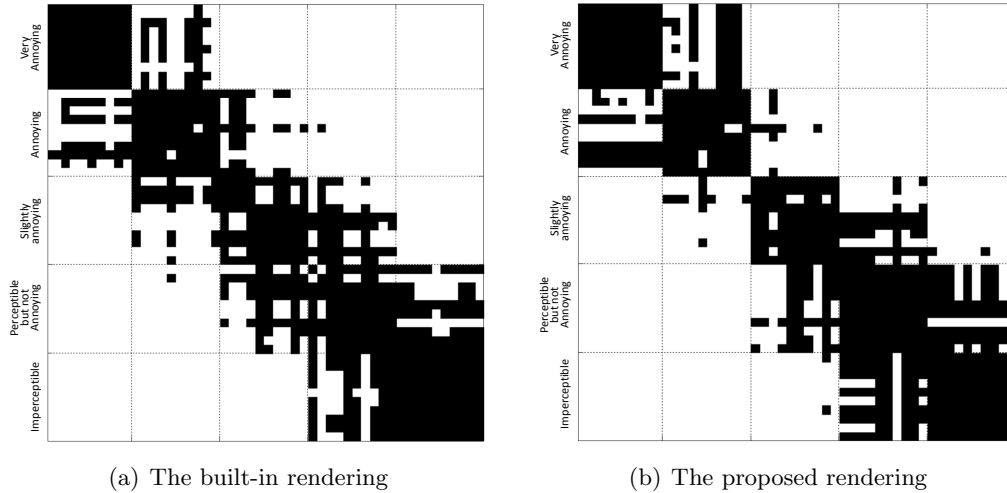 Very
Annoying
Annoying
Slightly
annoying
Perceptible
but not
Annoying
Imperceptible
(a) The built-in rendering
Very
Annoying
Annoying
Slightly
annoying
Perceptible
but not
Annoying
Imperceptible
(b) The proposed rendering